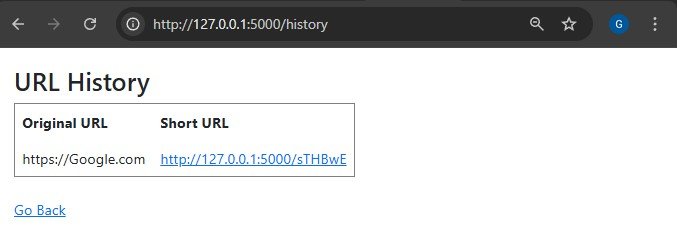 http://127.0.0.1:5000/history
G
URL History
Original URL Short URL
https://Google.com http://127.0.0.1:5000/sTHBwE
Go Back